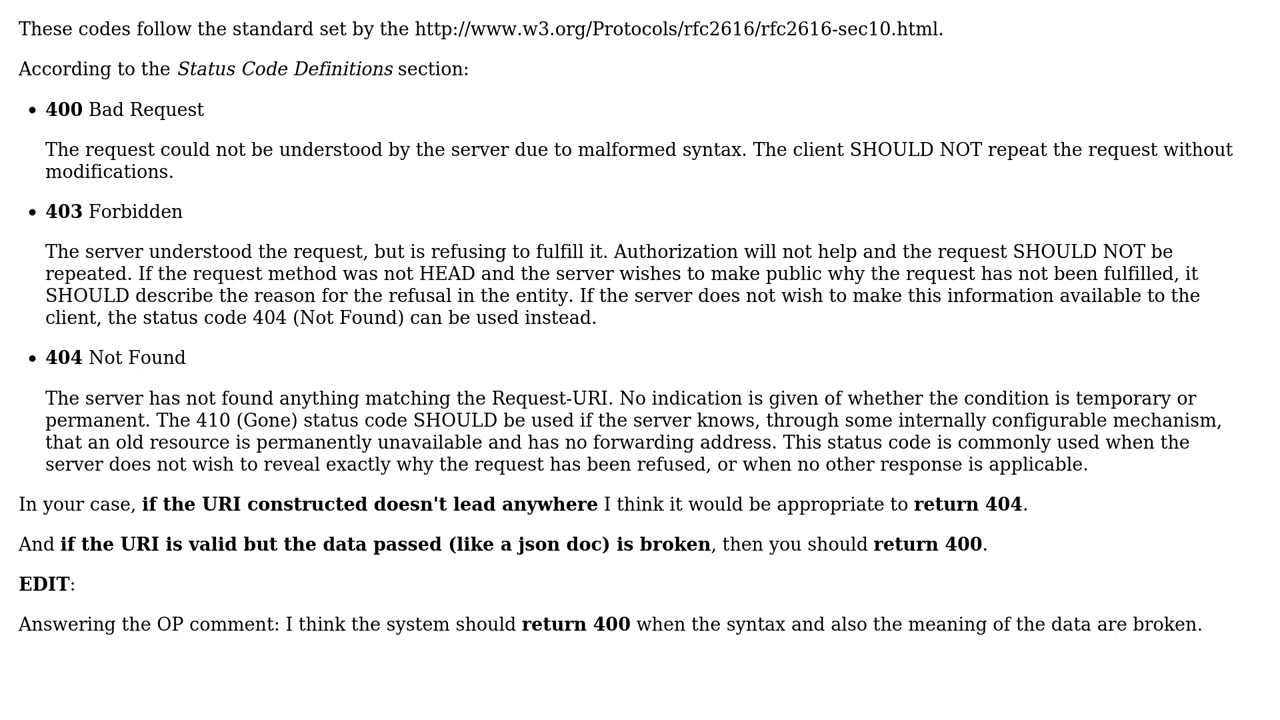 These codes follow the standard set by the http://www.w3.org/Protocols/rfc2616/rfc2616-sec10.html.
According to the Status Code Definitions section:
• 400 Bad Request
The request could not be understood by the server due to malformed syntax. The client SHOULD NOT repeat the request without
modifications.
• 403 Forbidden
The server understood the request, but is refusing to fulfill it. Authorization will not help and the request SHOULD NOT be
repeated. If the request method was not HEAD and the server wishes to make public why the request has not been fulfilled, it
SHOULD describe the reason for the refusal in the entity. If the server does not wish to make this information available to the
client, the status code 404 (Not Found) can be used instead.
• 404 Not Found
The server has not found anything matching the Request-URI. No indication is given of whether the condition is temporary or
permanent. The 410 (Gone) status code SHOULD be used if the server knows, through some internally configurable mechanism,
that an old resource is permanently unavailable and has no forwarding address. This status code is commonly used when the
server does not wish to reveal exactly why the request has been refused, or when no other response is applicable.
In your case, if the URI constructed doesn't lead anywhere I think it would be appropriate to return 404.
And if the URI is valid but the data passed (like a json doc) is broken, then you should return 400.
EDIT:
Answering the OP comment: I think the system should return 400 when the syntax and also the meaning of the data are broken.